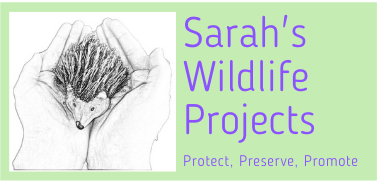 Sarah's
Wildlife
Projects
Protect, Preserve, Promote